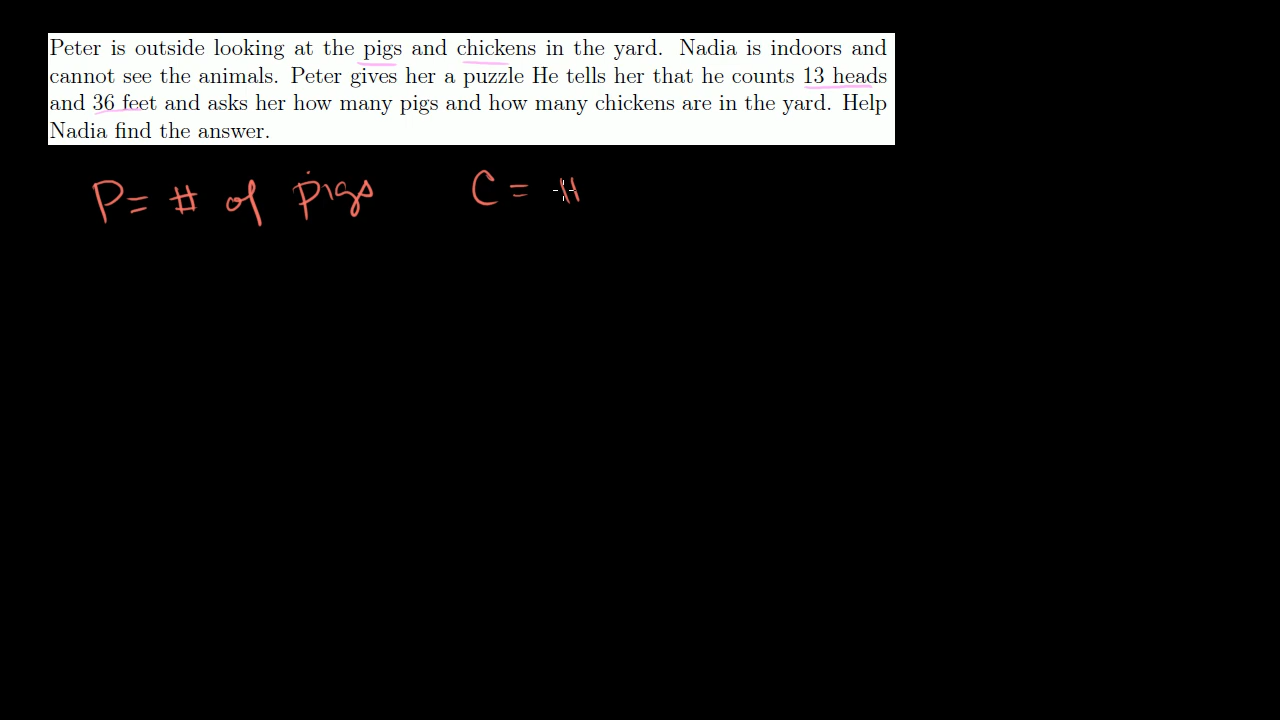 Peter is outside looking at the pigs and chickens in the yard. Nadia is indoors and
cannot see the animals. Peter gives her a puzzle He tells her that he counts 13 heads
and 36 feet and asks her how many pigs and how many chickens are in the yard. Help
Nadia find the answer.
P = # of pigs C = #